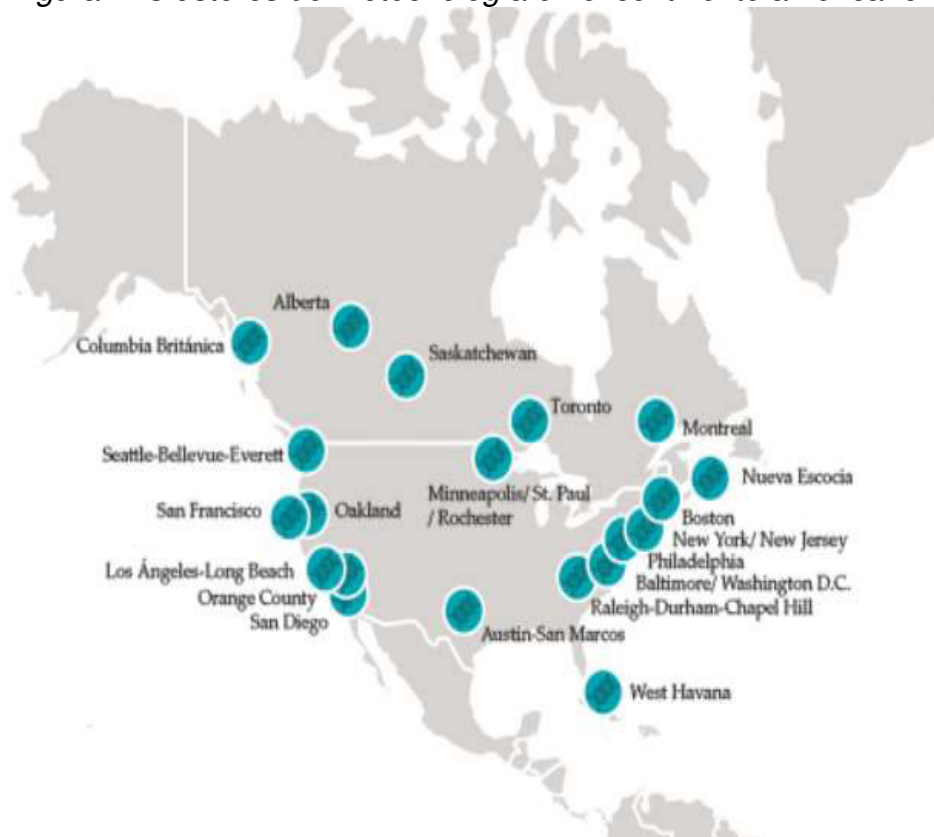 Alberta
Columbia Británica
Saskatchewan
Toronto
Montreal
Seattle-Bellevue-Everett
Nueva Escocia
Minneapolis/ St. Paul
/ Rochester
San Francisco
Oakland
Boston
New York/ New Jersey
Philadelphia
Los Ángeles-Long Beach
Baltimore/ Washington D.C.
Orange County
Raleigh-Durham-Chapel Hill
San Diego
Austin-San Marcos
West Havana